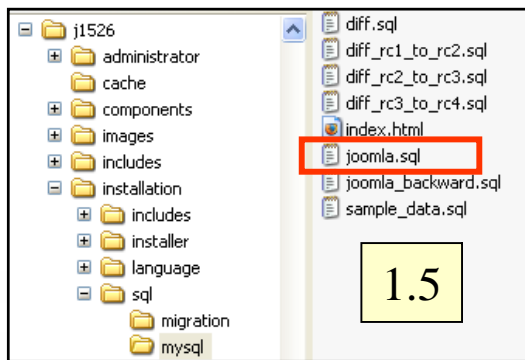 j1526
administrator
cache
components
images
includes
installation
includes
installer
language
sql
migration
mysql
diff.sql
diff_rc1_to_rc2.sql
diff_rc2_to_rc3.sql
diff_rc3_to_rc4.sql
index.html
joomla.sql
joomla_backward.sql
sample_data.sql
1.5